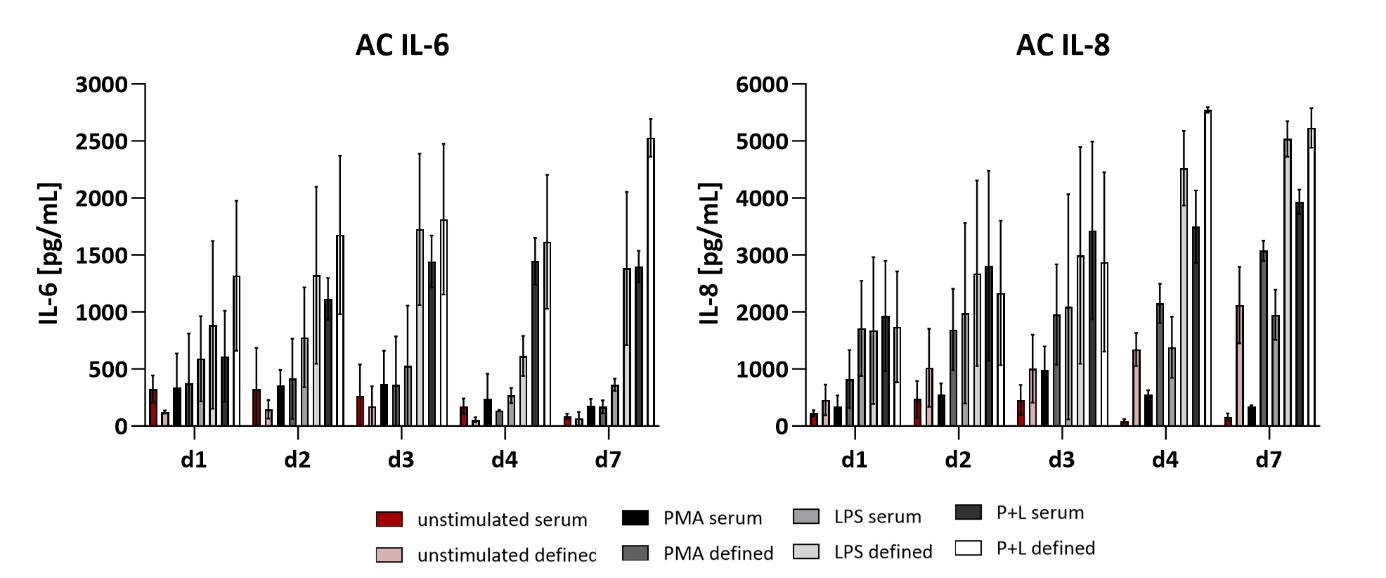 AC IL-6
IL-6 [pg/mL]
3000
2500
2000
1500
1000
500
0
d1 d2 d3 d4 d7
AC IL-8
IL-8 [pg/mL]
6000
5000
4000
3000
2000
1000
0
d1 d2 d3 d4 d7
unstimulated serum PMA serum LPS serum P+L serum
unstimulated defined PMA defined LPS defined P+L defined